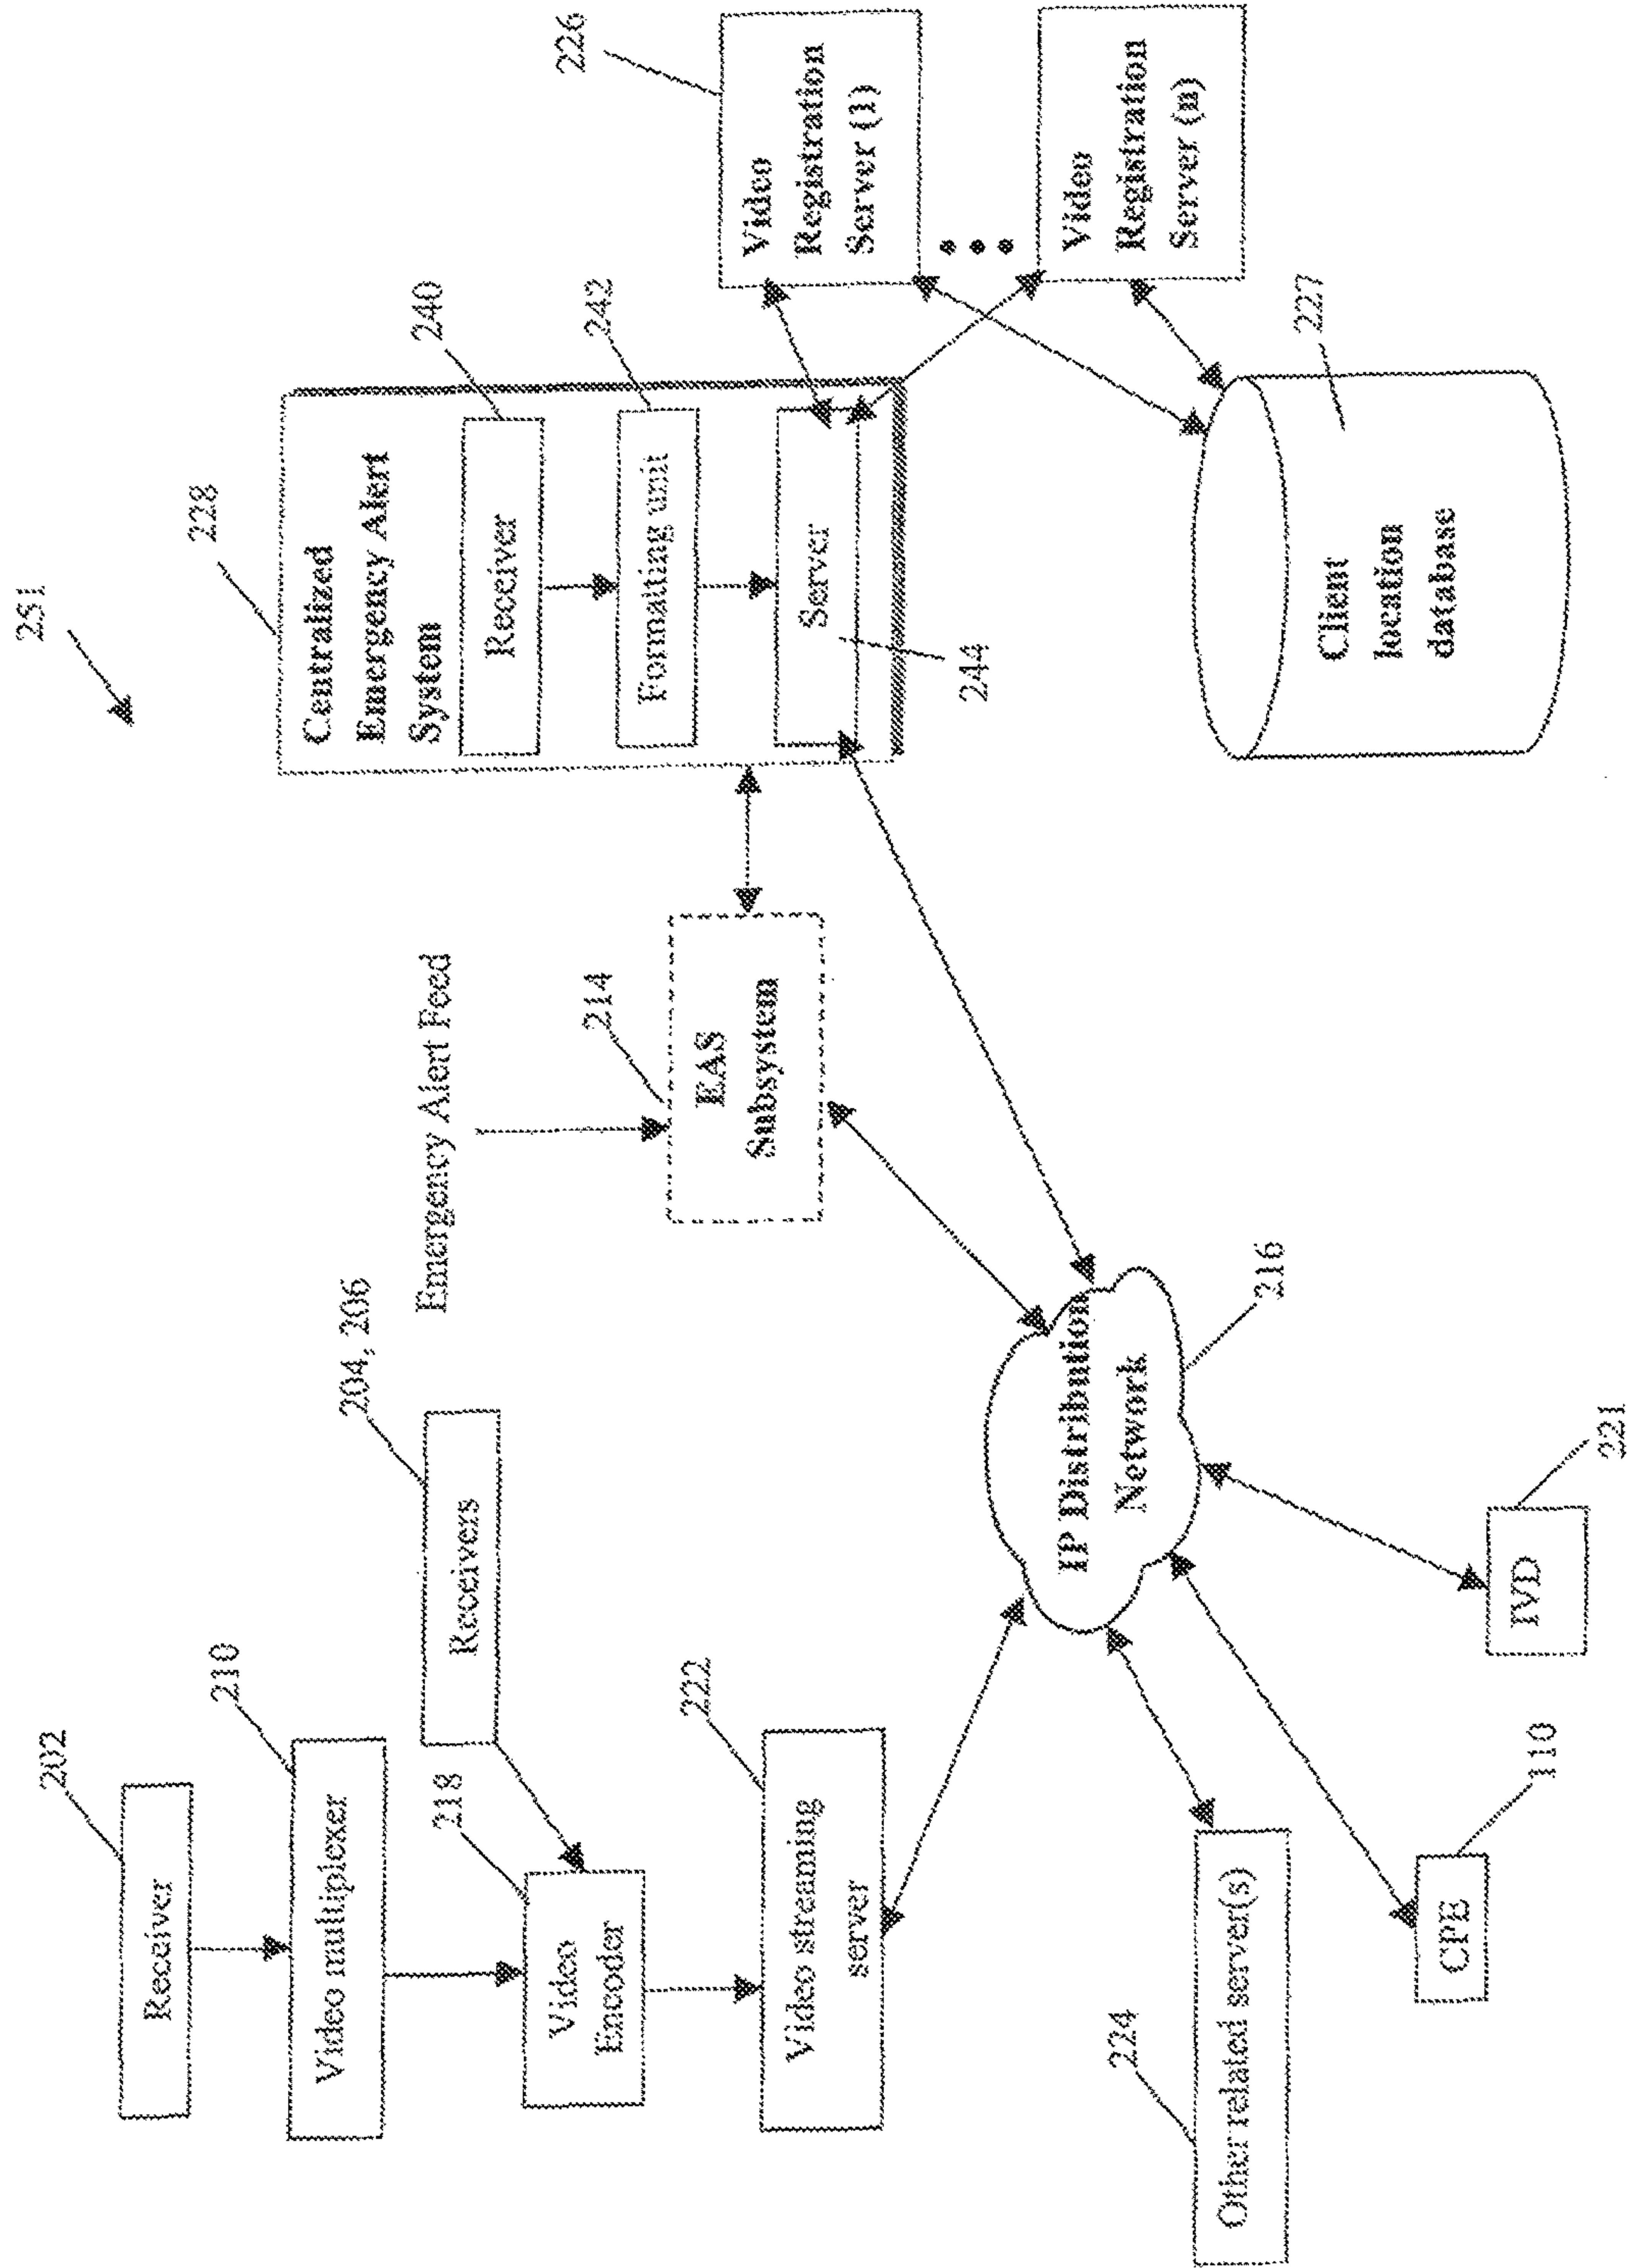 251
202
Receiver
210
Video multiplexer
204, 206
Receivers
218
Video
Encoder
222
Video streaming
server
224
Other related server(s)
CPE
110
IVD
221
IP Distribution
Network
216
Emergency Alert Feed
214
EAS
Subsystem
228
Centralized
Emergency Alert
System
240
Receiver
242
Formatting unit
Server
244
226
Video
Registration
Server (1)
Video
Registration
Server (n)
227
Client
location
database